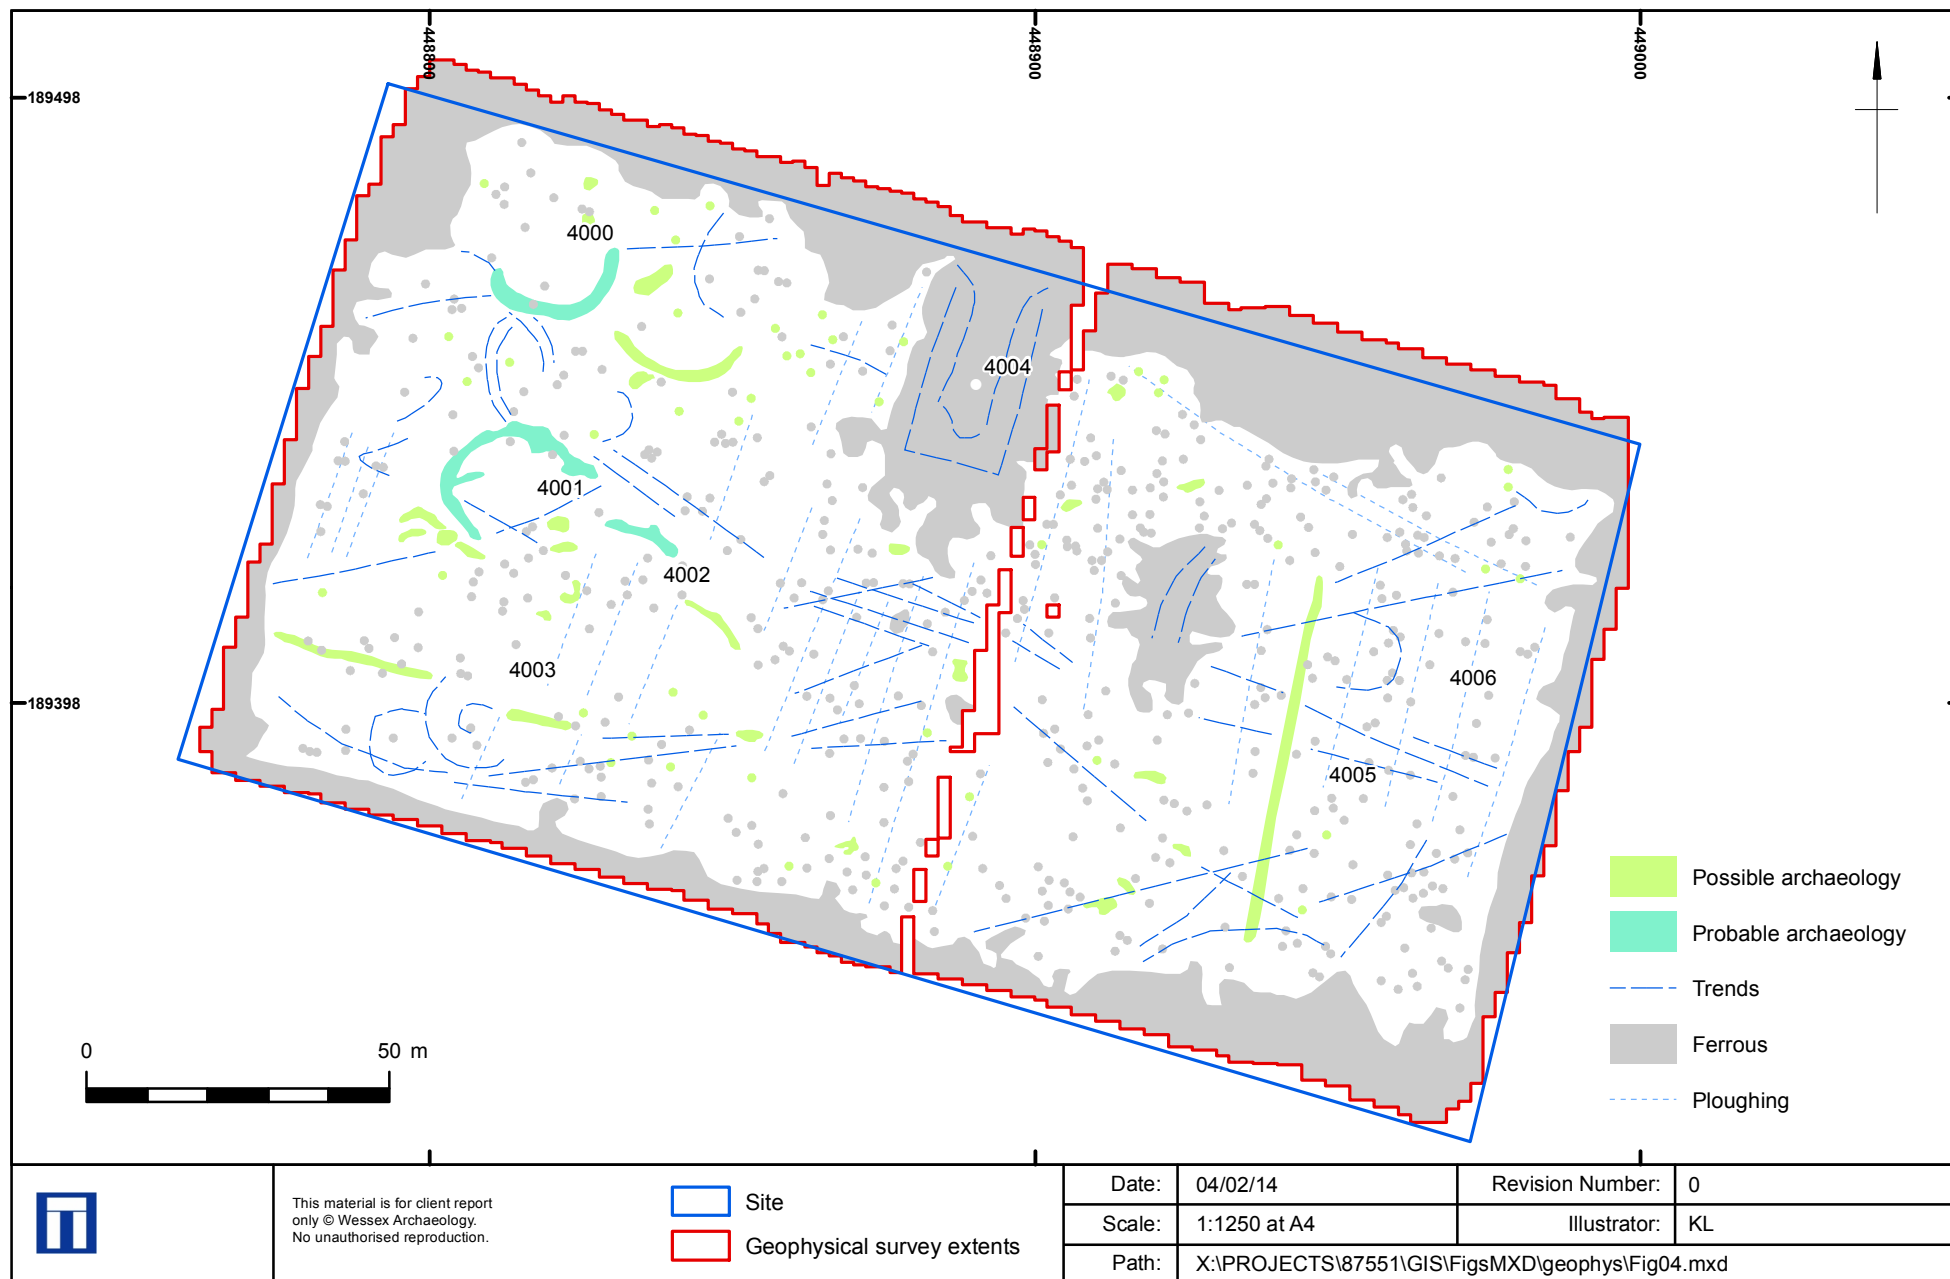 448800
448900
449000
189498
4000
4004
4001
4002
4003
189398
4006
4005
Possible archaeology
Probable archaeology
Trends
Ferrous
Ploughing
0 50 m
This material is for client report
only © Wessex Archaeology.
No unauthorised reproduction.
Site
Geophysical survey extents
Date: 04/02/14 Revision Number: 0
Scale: 1:1250 at A4 Illustrator: KL
Path: X:\PROJECTS\87551\GIS\FigsMXD\geophys\Fig04.mxd